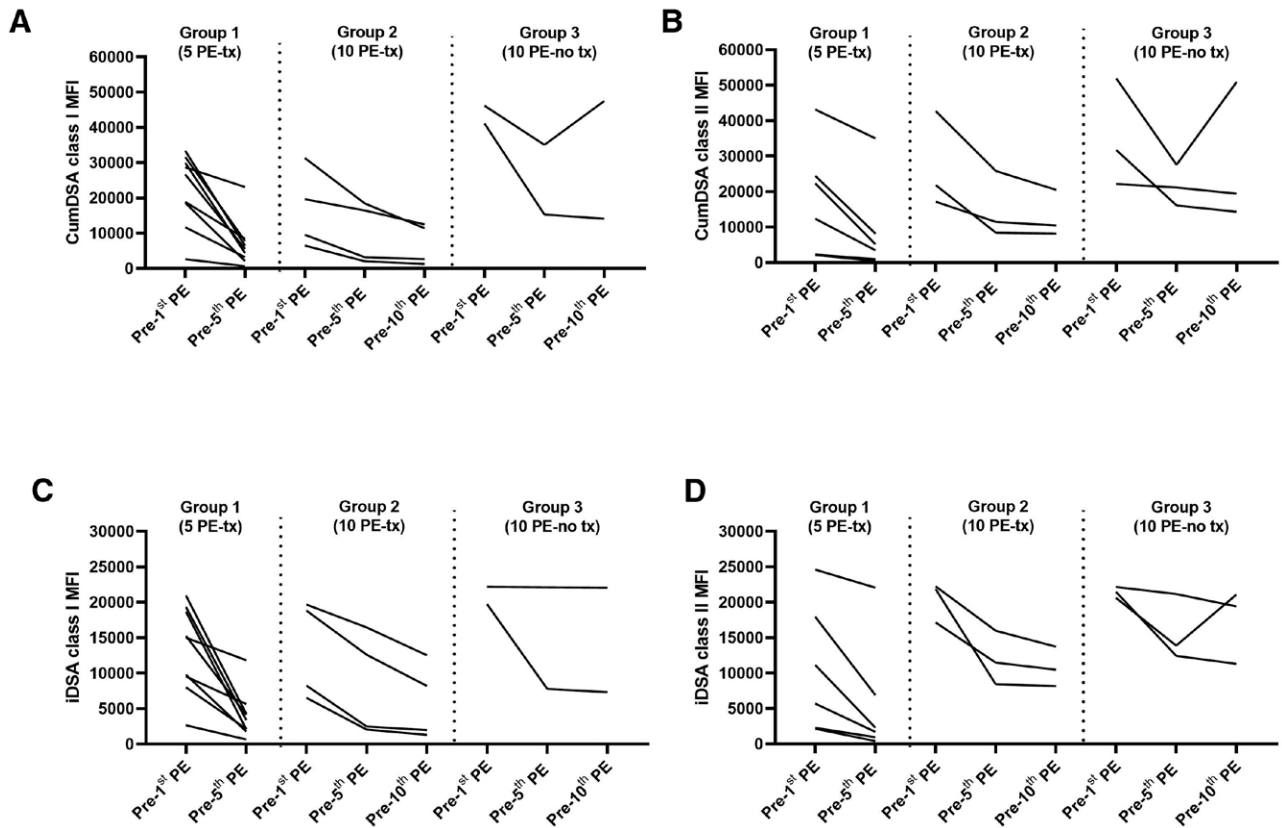 A
Group 1
(5 PE-tx)
Group 2
(10 PE-tx)
Group 3
(10 PE-no tx)
CumDSA class I MFI
60000
50000
40000
30000
20000
10000
0
Pre-1st PE
Pre-5th PE
Pre-1st PE
Pre-5th PE
Pre-10th PE
Pre-1st PE
Pre-5th PE
Pre-10th PE
B
Group 1
(5 PE-tx)
Group 2
(10 PE-tx)
Group 3
(10 PE-no tx)
CumDSA class II MFI
60000
50000
40000
30000
20000
10000
0
Pre-1st PE
Pre-5th PE
Pre-1st PE
Pre-5th PE
Pre-10th PE
Pre-1st PE
Pre-5th PE
Pre-10th PE
C
Group 1
(5 PE-tx)
Group 2
(10 PE-tx)
Group 3
(10 PE-no tx)
iDSA class I MFI
30000
25000
20000
15000
10000
5000
0
Pre-1st PE
Pre-5th PE
Pre-1st PE
Pre-5th PE
Pre-10th PE
Pre-1st PE
Pre-5th PE
Pre-10th PE
D
Group 1
(5 PE-tx)
Group 2
(10 PE-tx)
Group 3
(10 PE-no tx)
iDSA class II MFI
30000
25000
20000
15000
10000
5000
0
Pre-1st PE
Pre-5th PE
Pre-1st PE
Pre-5th PE
Pre-10th PE
Pre-1st PE
Pre-5th PE
Pre-10th PE